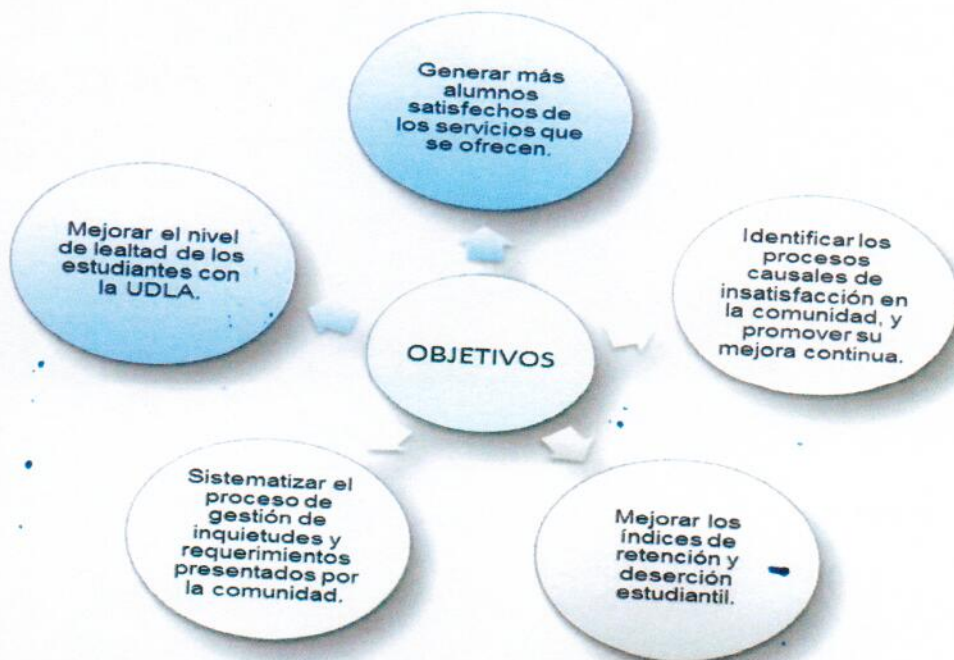 Generar más
alumnos
satisfechos de
los servicios que
se ofrecen.
Mejorar el nivel
de lealtad de los
estudiantes con
la UDLA.
Identificar los
procesos
causales de
insatisfacción en
la comunidad, y
promover su
mejora continua.
OBJETIVOS
Sistematizar el
proceso de
gestión de
inquietudes y
requerimientos
presentados por
la comunidad.
Mejorar los
índices de
retención y
deserción
estudiantil.